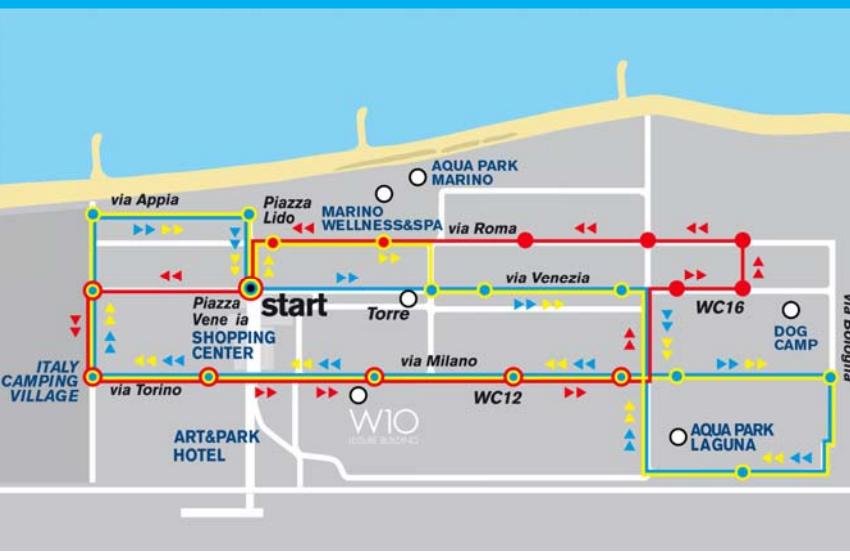 via Appia
Piazza
Lido
AQUA PARK
MARINO
MARINO
WELLNESS&SPA
via Roma
start
Piazza
Vene ia
SHOPPING
CENTER
Torre
via Venezia
WC16
DOG
CAMP
via Bologna
ITALY
CAMPING
VILLAGE
via Torino
via Milano
WC12
W10
LEISURE BUILDING
ART&PARK
HOTEL
AQUA PARK
LAGUNA